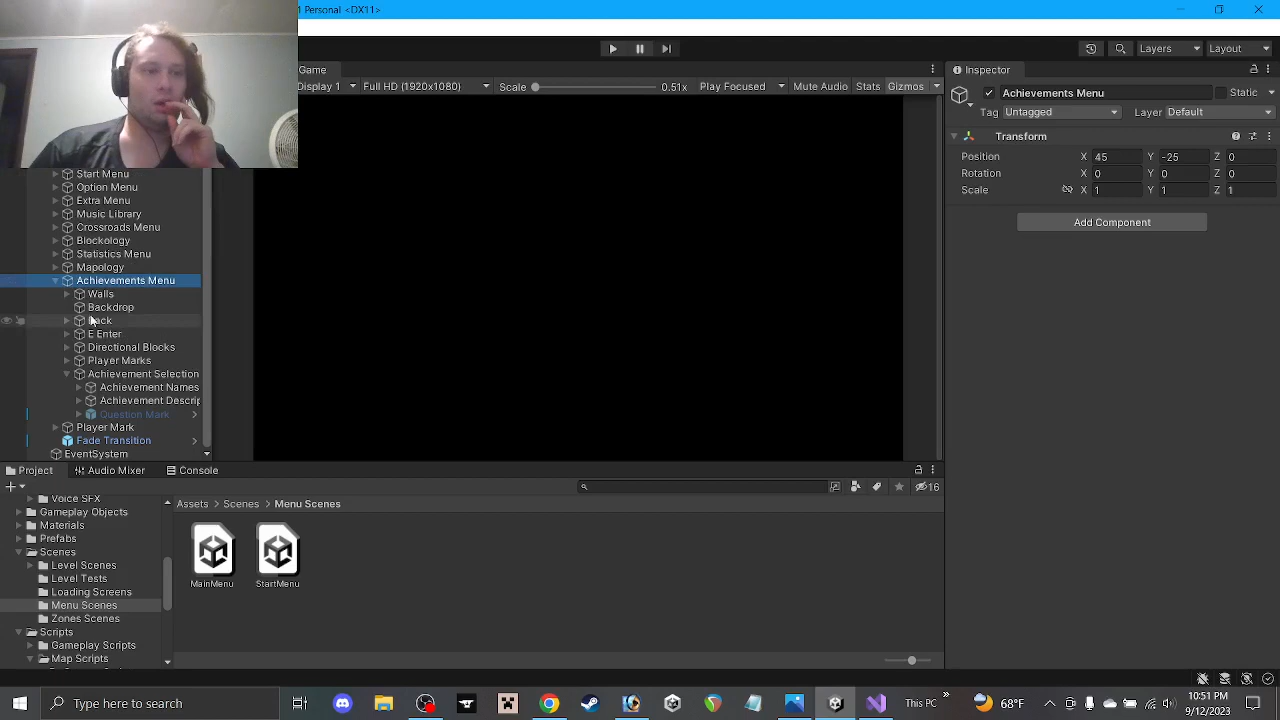 1 Personal <DX11>
Layers
Layout
Game
Display 1
Full HD (1920x1080)
Scale
0.51x
Play Focused
Mute Audio
Stats
Gizmos
Inspector
Achievements Menu
Static
Tag
Untagged
Layer
Default
Transform
Position
X
45
Y
-25
Z
0
Rotation
X
0
Y
0
Z
0
Scale
X
1
Y
1
Z
1
Add Component
Start Menu
Option Menu
Extra Menu
Music Library
Crossroads Menu
Blockology
Statistics Menu
Mapology
Achievements Menu
Walls
Backdrop
Back
E Enter
Directional Blocks
Player Marks
Achievement Selection
Achievement Names
Achievement Descrip
Question Mark
Player Mark
Fade Transition
EventSystem
Project
Audio Mixer
Console
16
Voice SFX
Gameplay Objects
Materials
Prefabs
Scenes
Level Scenes
Level Tests
Loading Screens
Menu Scenes
Zones Scenes
Scripts
Gameplay Scripts
Map Scripts
Assets
Scenes
Menu Scenes
MainMenu
StartMenu
Type here to search
This PC
»
68°F
10:51 PM
9/12/2023